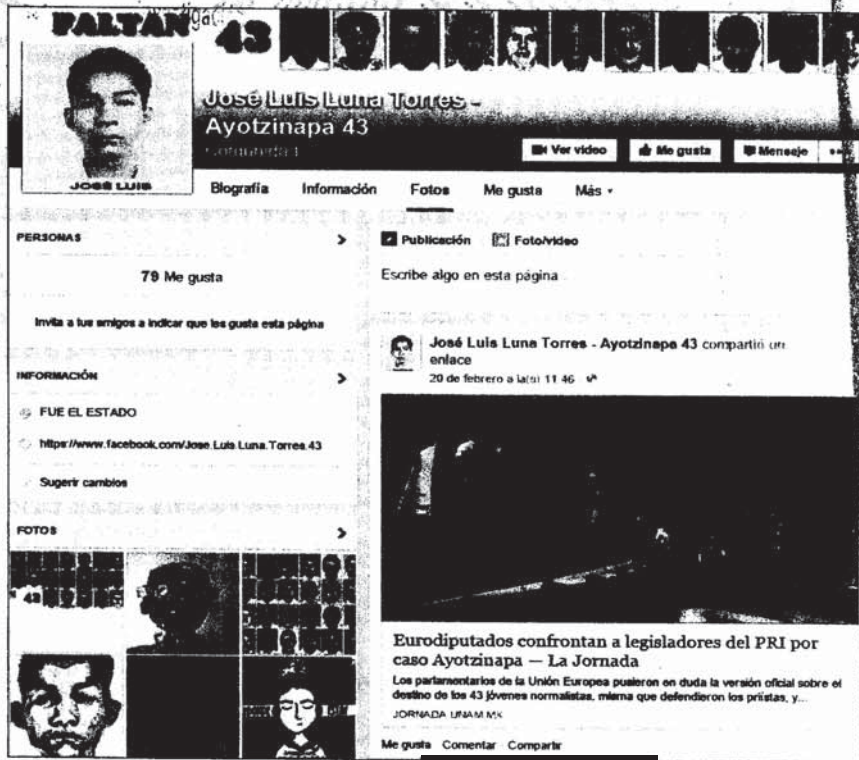 FALTAN 43
José Luis Luna Torres -
Ayotzinapa 43
Comunidad
Ver video
Me gusta
Mensaje
JOSÉ LUIS
Biografía Información Fotos Me gusta Más
PERSONAS
79 Me gusta
Invita a tus amigos a indicar que les gusta esta página
INFORMACIÓN
FUE EL ESTADO
https://www.facebook.com/Jose.Luis.Luna.Torres.43
Sugerir cambios
FOTOS
43
Publicación Foto/video
Escribe algo en esta página
José Luis Luna Torres - Ayotzinapa 43 compartió un
enlace
20 de febrero a la(s) 11:46
Eurodiputados confrontan a legisladores del PRI por
caso Ayotzinapa — La Jornada
Los parlamentarios de la Unión Europea pusieron en duda la versión oficial sobre el
destino de los 43 jóvenes normalistas, misma que defendieron los priístas, y...
JORNADA.UNAM.MX
Me gusta Comentar Compartir